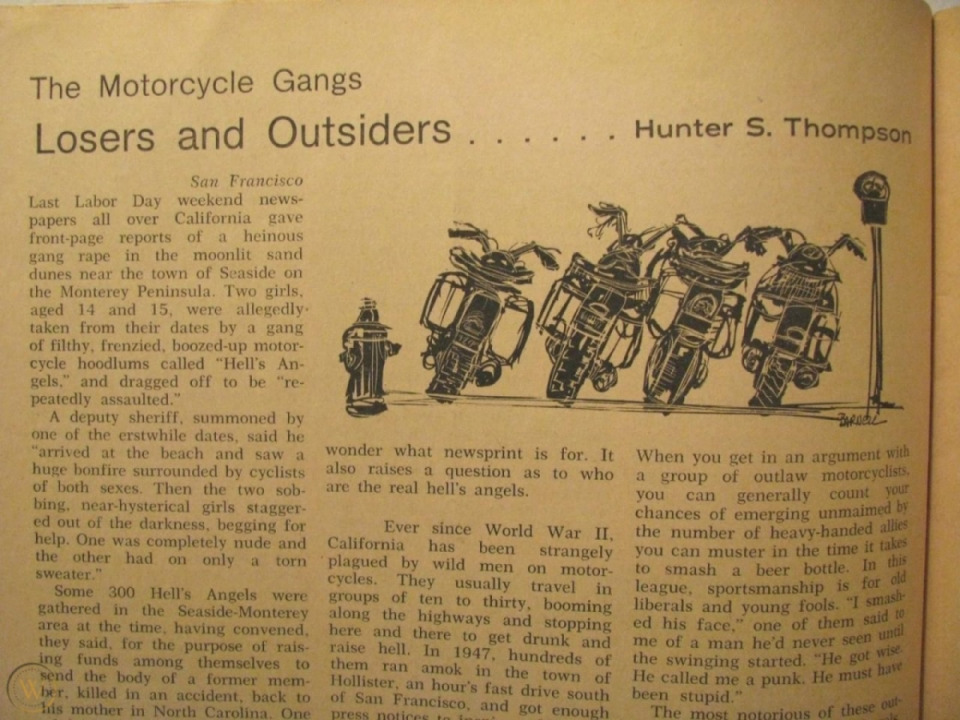 The Motorcycle Gangs
Losers and Outsiders . . . . . . Hunter S. Thompson
San Francisco
Last Labor Day weekend news-
papers all over California gave
front-page reports of a heinous
gang rape in the moonlit sand
dunes near the town of Seaside on
the Monterey Peninsula. Two girls,
aged 14 and 15, were allegedly
taken from their dates by a gang
of filthy, frenzied, boozed-up motor-
cycle hoodlums called "Hell's An-
gels," and dragged off to be "re-
peatedly assaulted."
A deputy sheriff, summoned by
one of the erstwhile dates, said he
"arrived at the beach and saw a
huge bonfire surrounded by cyclists
of both sexes. Then the two sob-
bing, near-hysterical girls stagger-
ed out of the darkness, begging for
help. One was completely nude and
the other had on only a torn
sweater."
Some 300 Hell's Angels were
gathered in the Seaside-Monterey
area at the time, having convened,
they said, for the purpose of rais-
ing funds among themselves to
send the body of a former mem-
ber, killed in an accident, back to
his mother in North Carolina. One
wonder what newsprint is for. It
also raises a question as to who
are the real hell's angels.
Ever since World War II,
California has been strangely
plagued by wild men on motor-
cycles. They usually travel in
groups of ten to thirty, booming
along the highways and stopping
here and there to get drunk and
raise hell. In 1947, hundreds of
them ran amok in the town of
Hollister, an hour's fast drive south
of San Francisco, and got enough
press notices to
When you get in an argument with
a group of outlaw motorcyclists,
you can generally count your
chances of emerging unmaimed by
the number of heavy-handed allies
you can muster in the time it takes
to smash a beer bottle. In this
league, sportsmanship is for old
liberals and young fools. "I smash-
ed his face," one of them said to
me of a man he'd never seen until
the swinging started. "He got wise.
He called me a punk. He must have
been stupid."
The most notorious of these out-